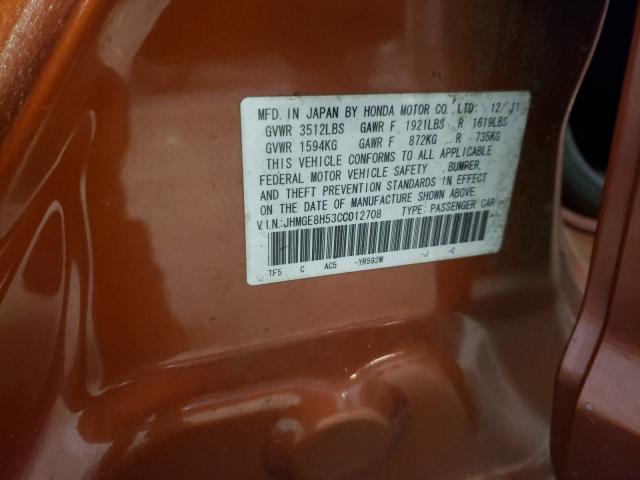 MFD. IN JAPAN BY HONDA MOTOR CO., LTD. 12/11
GVWR 3512LBS GAWR F 1921LBS R 1619LBS
GVWR 1594KG GAWR F 872KG R 735KG
THIS VEHICLE CONFORMS TO ALL APPLICABLE
FEDERAL MOTOR VEHICLE SAFETY, BUMPER,
AND THEFT PREVENTION STANDARDS IN EFFECT
ON THE DATE OF MANUFACTURE SHOWN ABOVE
V.I.N.:JHMGE8H53CC012708 TYPE: PASSENGER CAR
TF5 C AC5 -YR592M -J -C